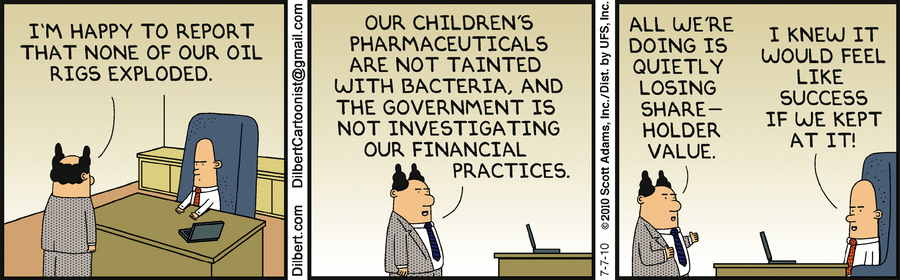 I'M HAPPY TO REPORT
THAT NONE OF OUR OIL
RIGS EXPLODED.
Dilbert.com DilbertCartoonist@gmail.com
OUR CHILDREN'S
PHARMACEUTICALS
ARE NOT TAINTED
WITH BACTERIA, AND
THE GOVERNMENT IS
NOT INVESTIGATING
OUR FINANCIAL
PRACTICES.
7-7-10 ©2010 Scott Adams, Inc./Dist. by UFS, Inc.
ALL WE'RE
DOING IS
QUIETLY
LOSING
SHARE-
HOLDER
VALUE.
I KNEW IT
WOULD FEEL
LIKE
SUCCESS
IF WE KEPT
AT IT!